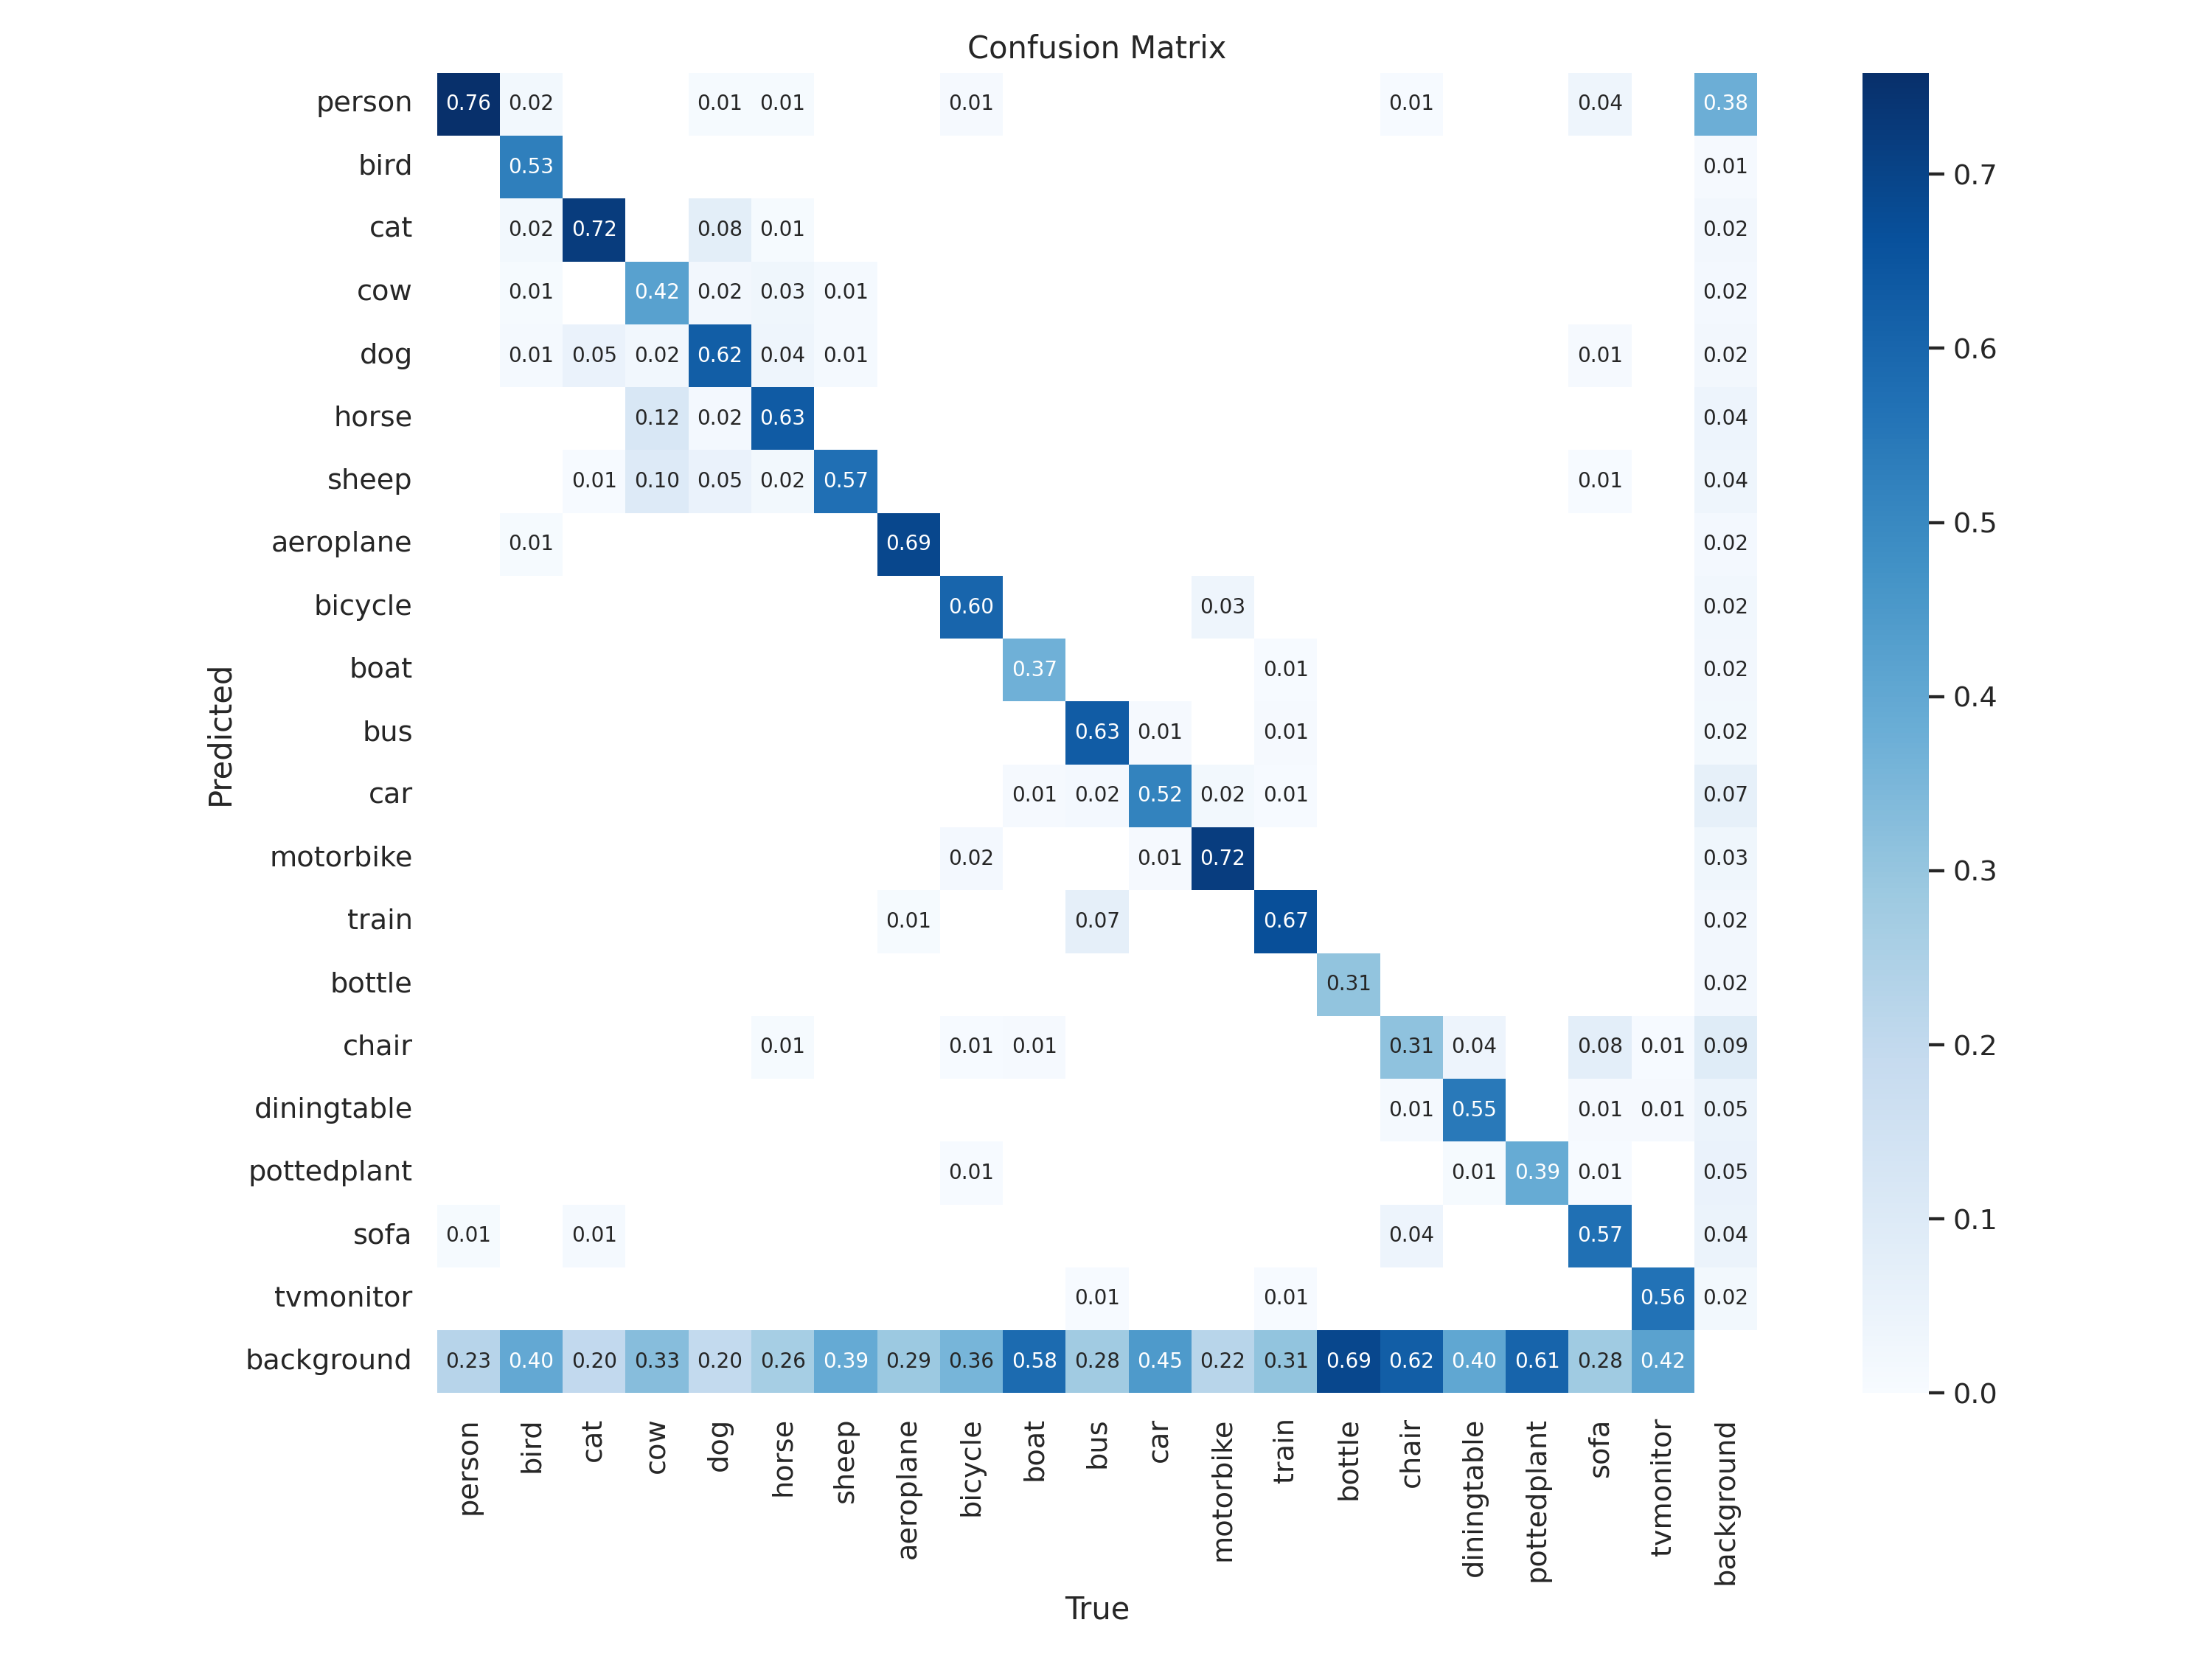 Confusion Matrix
person 0.76 0.02 0.01 0.01 0.01 0.01 0.04 0.38
bird 0.53 0.01
0.7
cat 0.02 0.72 0.08 0.01 0.02
cow 0.01 0.42 0.02 0.03 0.01 0.02
dog 0.01 0.05 0.02 0.62 0.04 0.01 0.01 0.02
0.6
horse 0.12 0.02 0.63 0.04
sheep 0.01 0.10 0.05 0.02 0.57 0.01 0.04
0.5
aeroplane 0.01 0.69 0.02
bicycle 0.60 0.03 0.02
boat 0.37 0.01 0.02
0.4
bus 0.63 0.01 0.01 0.02
Predicted
car 0.01 0.02 0.52 0.02 0.01 0.07
motorbike 0.02 0.01 0.72 0.03
0.3
train 0.01 0.07 0.67 0.02
bottle 0.31 0.02
chair 0.01 0.01 0.01 0.31 0.04 0.08 0.01 0.09
0.2
diningtable 0.01 0.55 0.01 0.01 0.05
pottedplant 0.01 0.01 0.39 0.01 0.05
sofa 0.01 0.01 0.04 0.57 0.04
0.1
tvmonitor 0.01 0.01 0.56 0.02
background 0.23 0.40 0.20 0.33 0.20 0.26 0.39 0.29 0.36 0.58 0.28 0.45 0.22 0.31 0.69 0.62 0.40 0.61 0.28 0.42
0.0
person bird cat cow dog horse sheep aeroplane bicycle boat bus car motorbike train bottle chair diningtable pottedplant sofa tvmonitor background
True